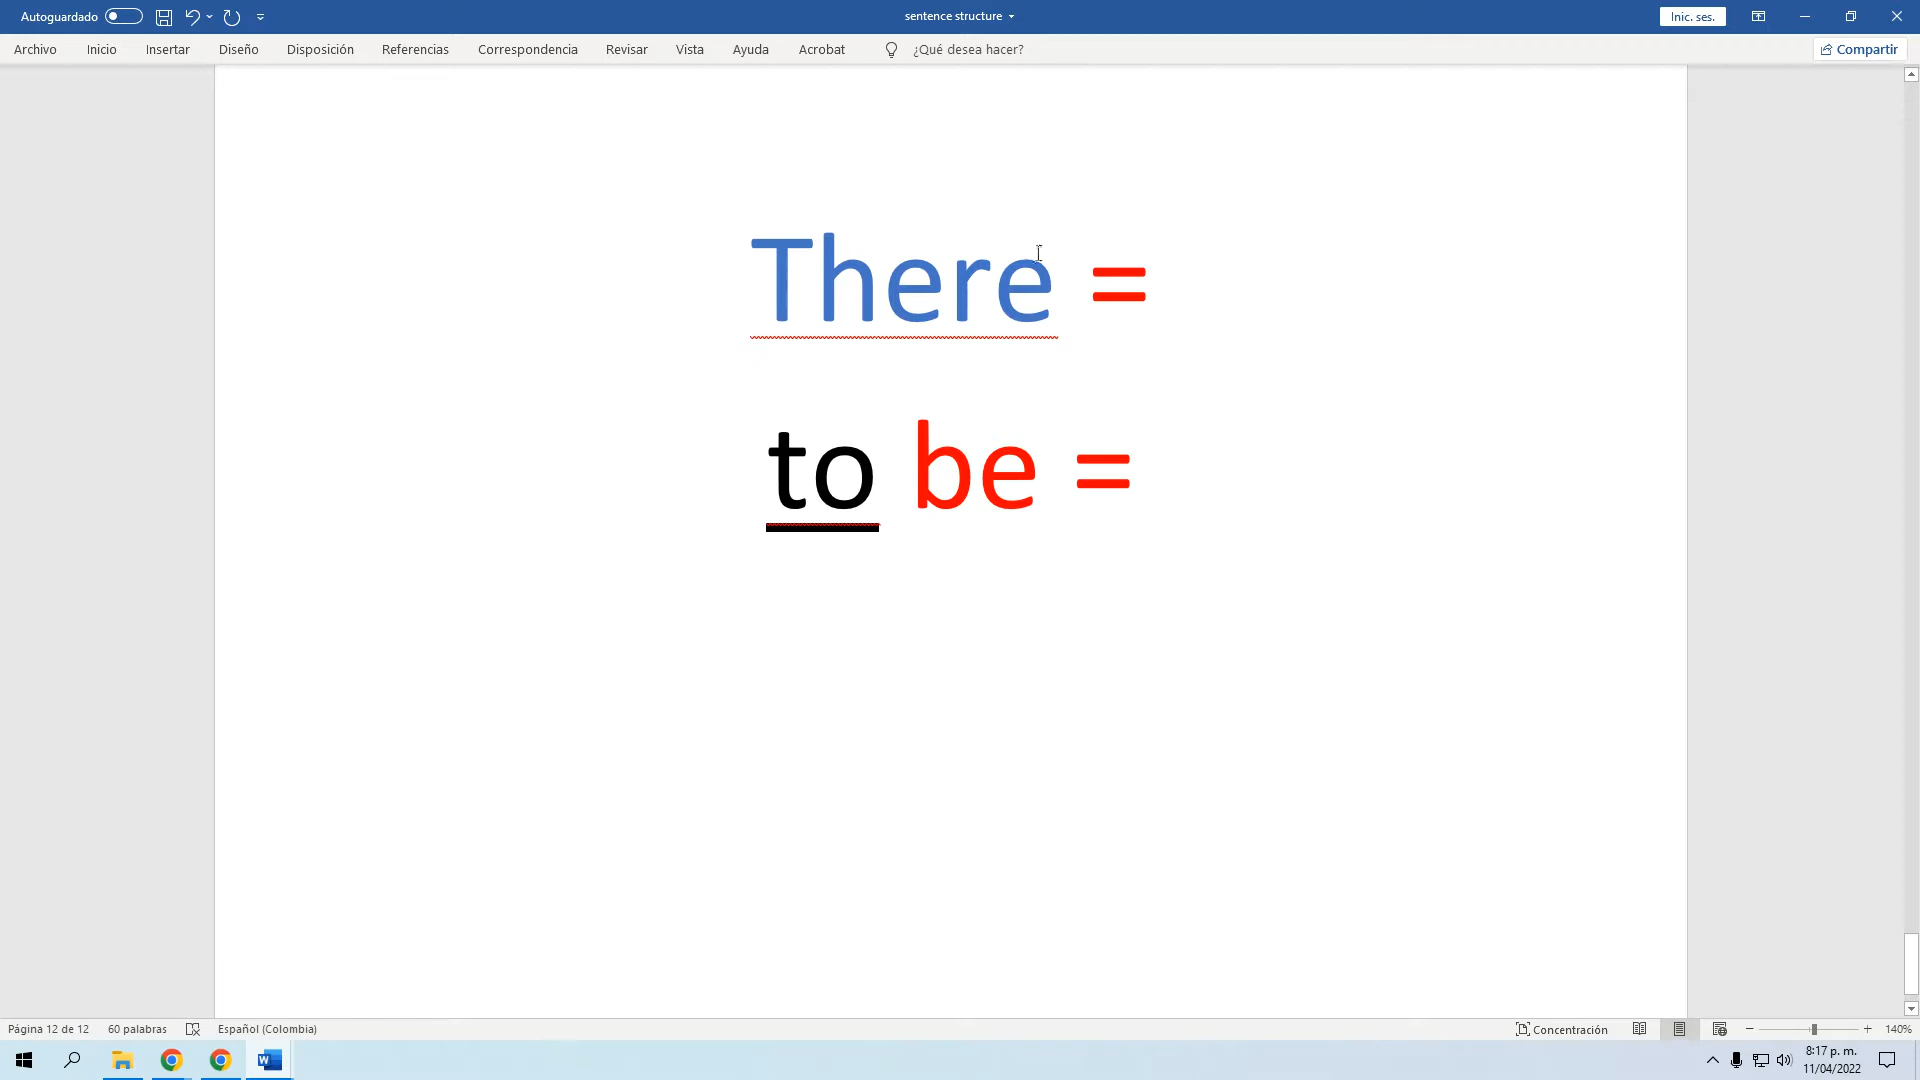 Autoguardado
sentence structure
Inic. ses.
Archivo Inicio Insertar Diseño Disposición Referencias Correspondencia Revisar Vista Ayuda Acrobat ¿Qué desea hacer? Compartir
There =
to be =
Página 12 de 12 60 palabras Español (Colombia) Concentración 140%
8:17 p. m.
11/04/2022